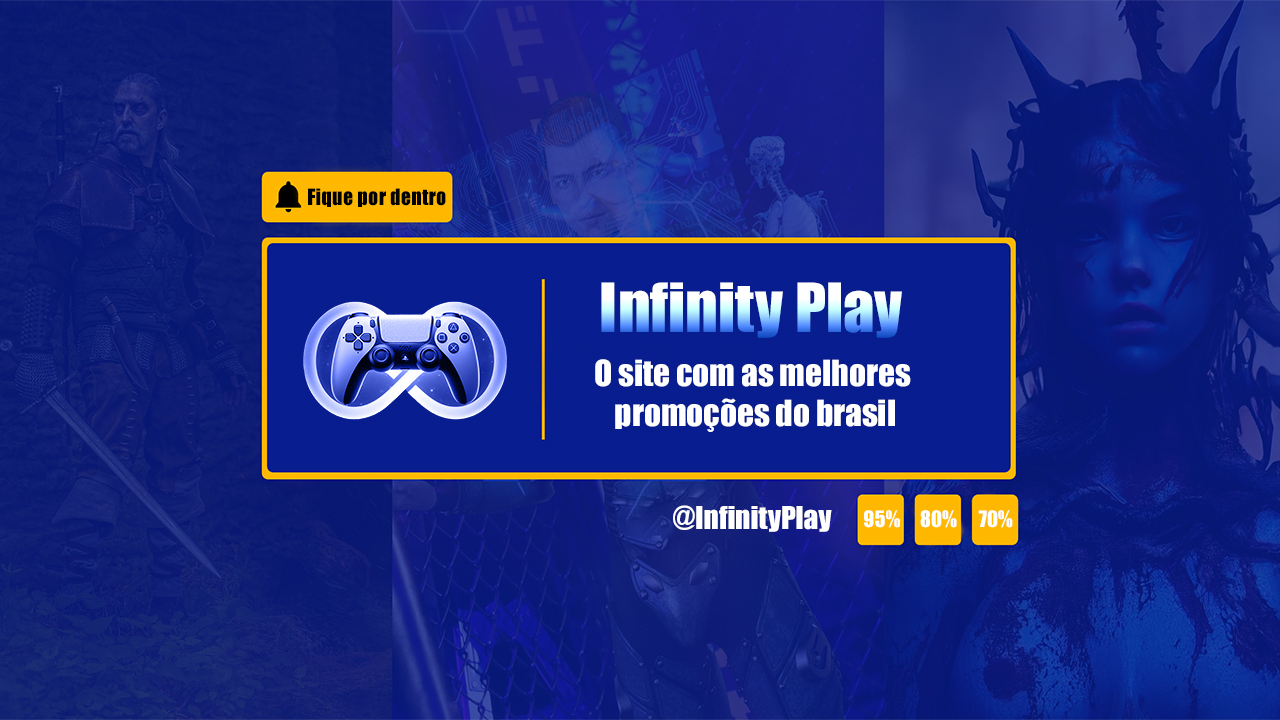 Fique por dentro
Infinity Play
O site com as melhores
promoções do brasil
@InfinityPlay
95% 80% 70%